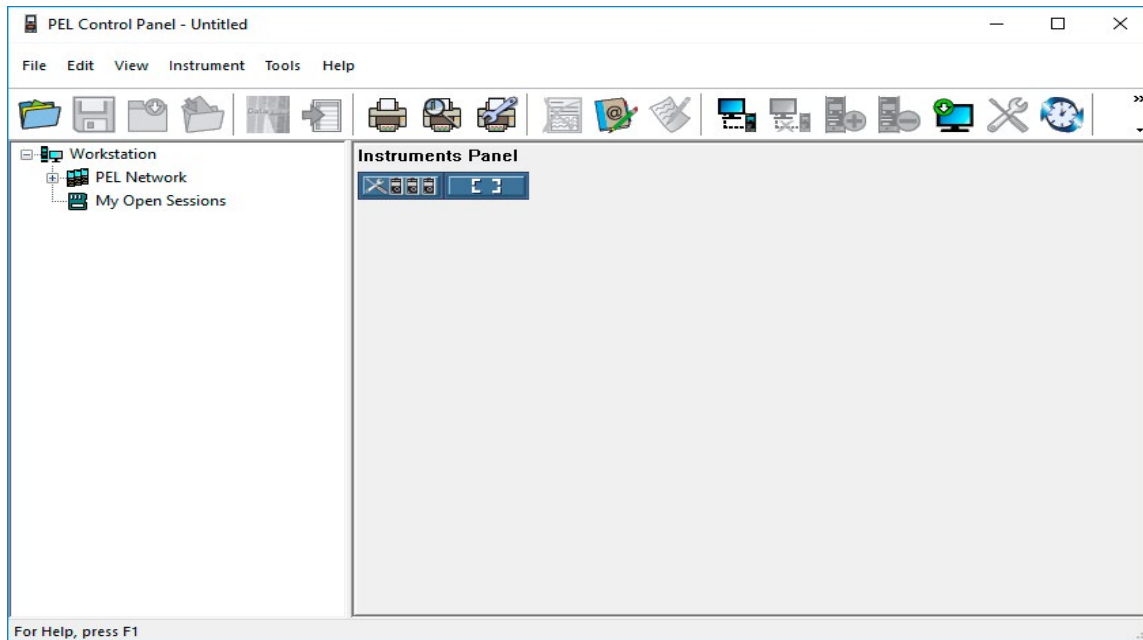 PEL Control Panel - Untitled
File Edit View Instrument Tools Help
Workstation
PEL Network
My Open Sessions
Instruments Panel
For Help, press F1